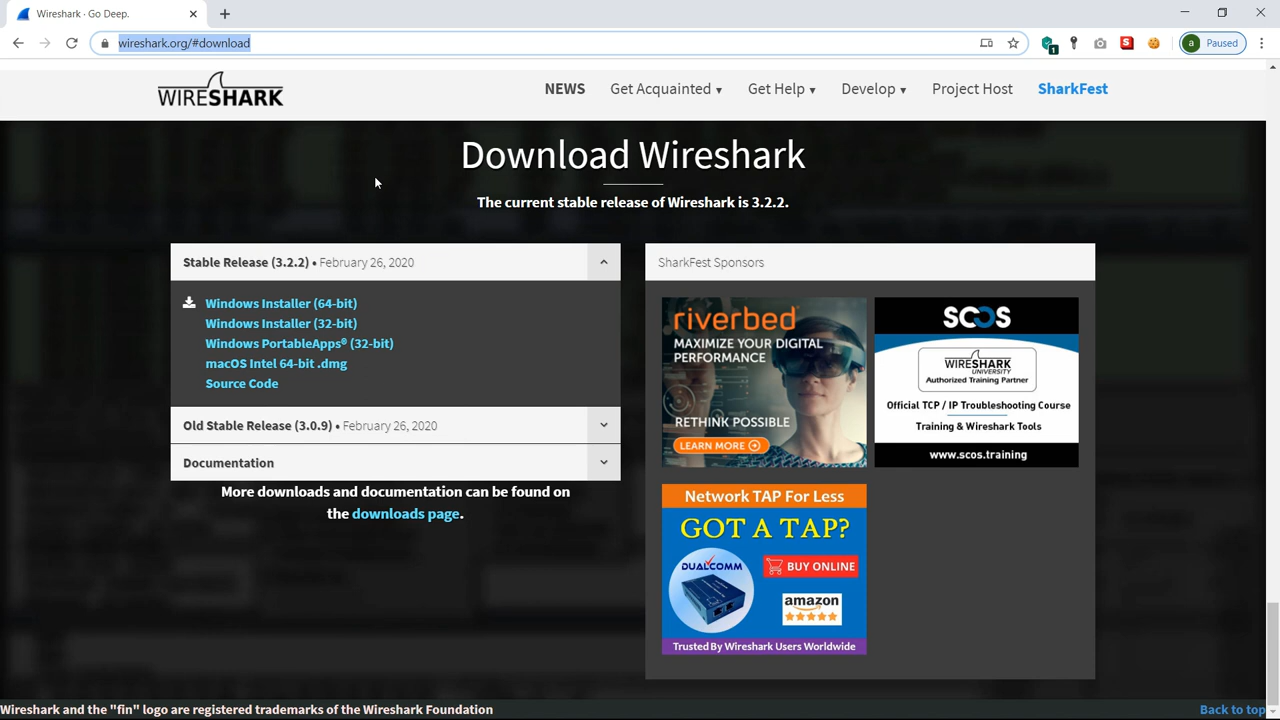 Wireshark · Go Deep.
wireshark.org/#download
1
a Paused
WIRESHARK
NEWS Get Acquainted ▾ Get Help ▾ Develop ▾ Project Host SharkFest
Download Wireshark
The current stable release of Wireshark is 3.2.2.
Stable Release (3.2.2) • February 26, 2020
Windows Installer (64-bit)
Windows Installer (32-bit)
Windows PortableApps® (32-bit)
macOS Intel 64-bit .dmg
Source Code
Old Stable Release (3.0.9) • February 26, 2020
Documentation
More downloads and documentation can be found on
the downloads page.
SharkFest Sponsors
riverbed
MAXIMIZE YOUR DIGITAL
PERFORMANCE
RETHINK POSSIBLE
LEARN MORE
SCOS
WIRESHARK
UNIVERSITY
Authorized Training Partner
Official TCP / IP Troubleshooting Course
Training & Wireshark Tools
www.scos.training
Network TAP For Less
GOT A TAP?
DUALCOMM
BUY ONLINE
amazon
Trusted By Wireshark Users Worldwide
Wireshark and the "fin" logo are registered trademarks of the Wireshark Foundation
Back to top